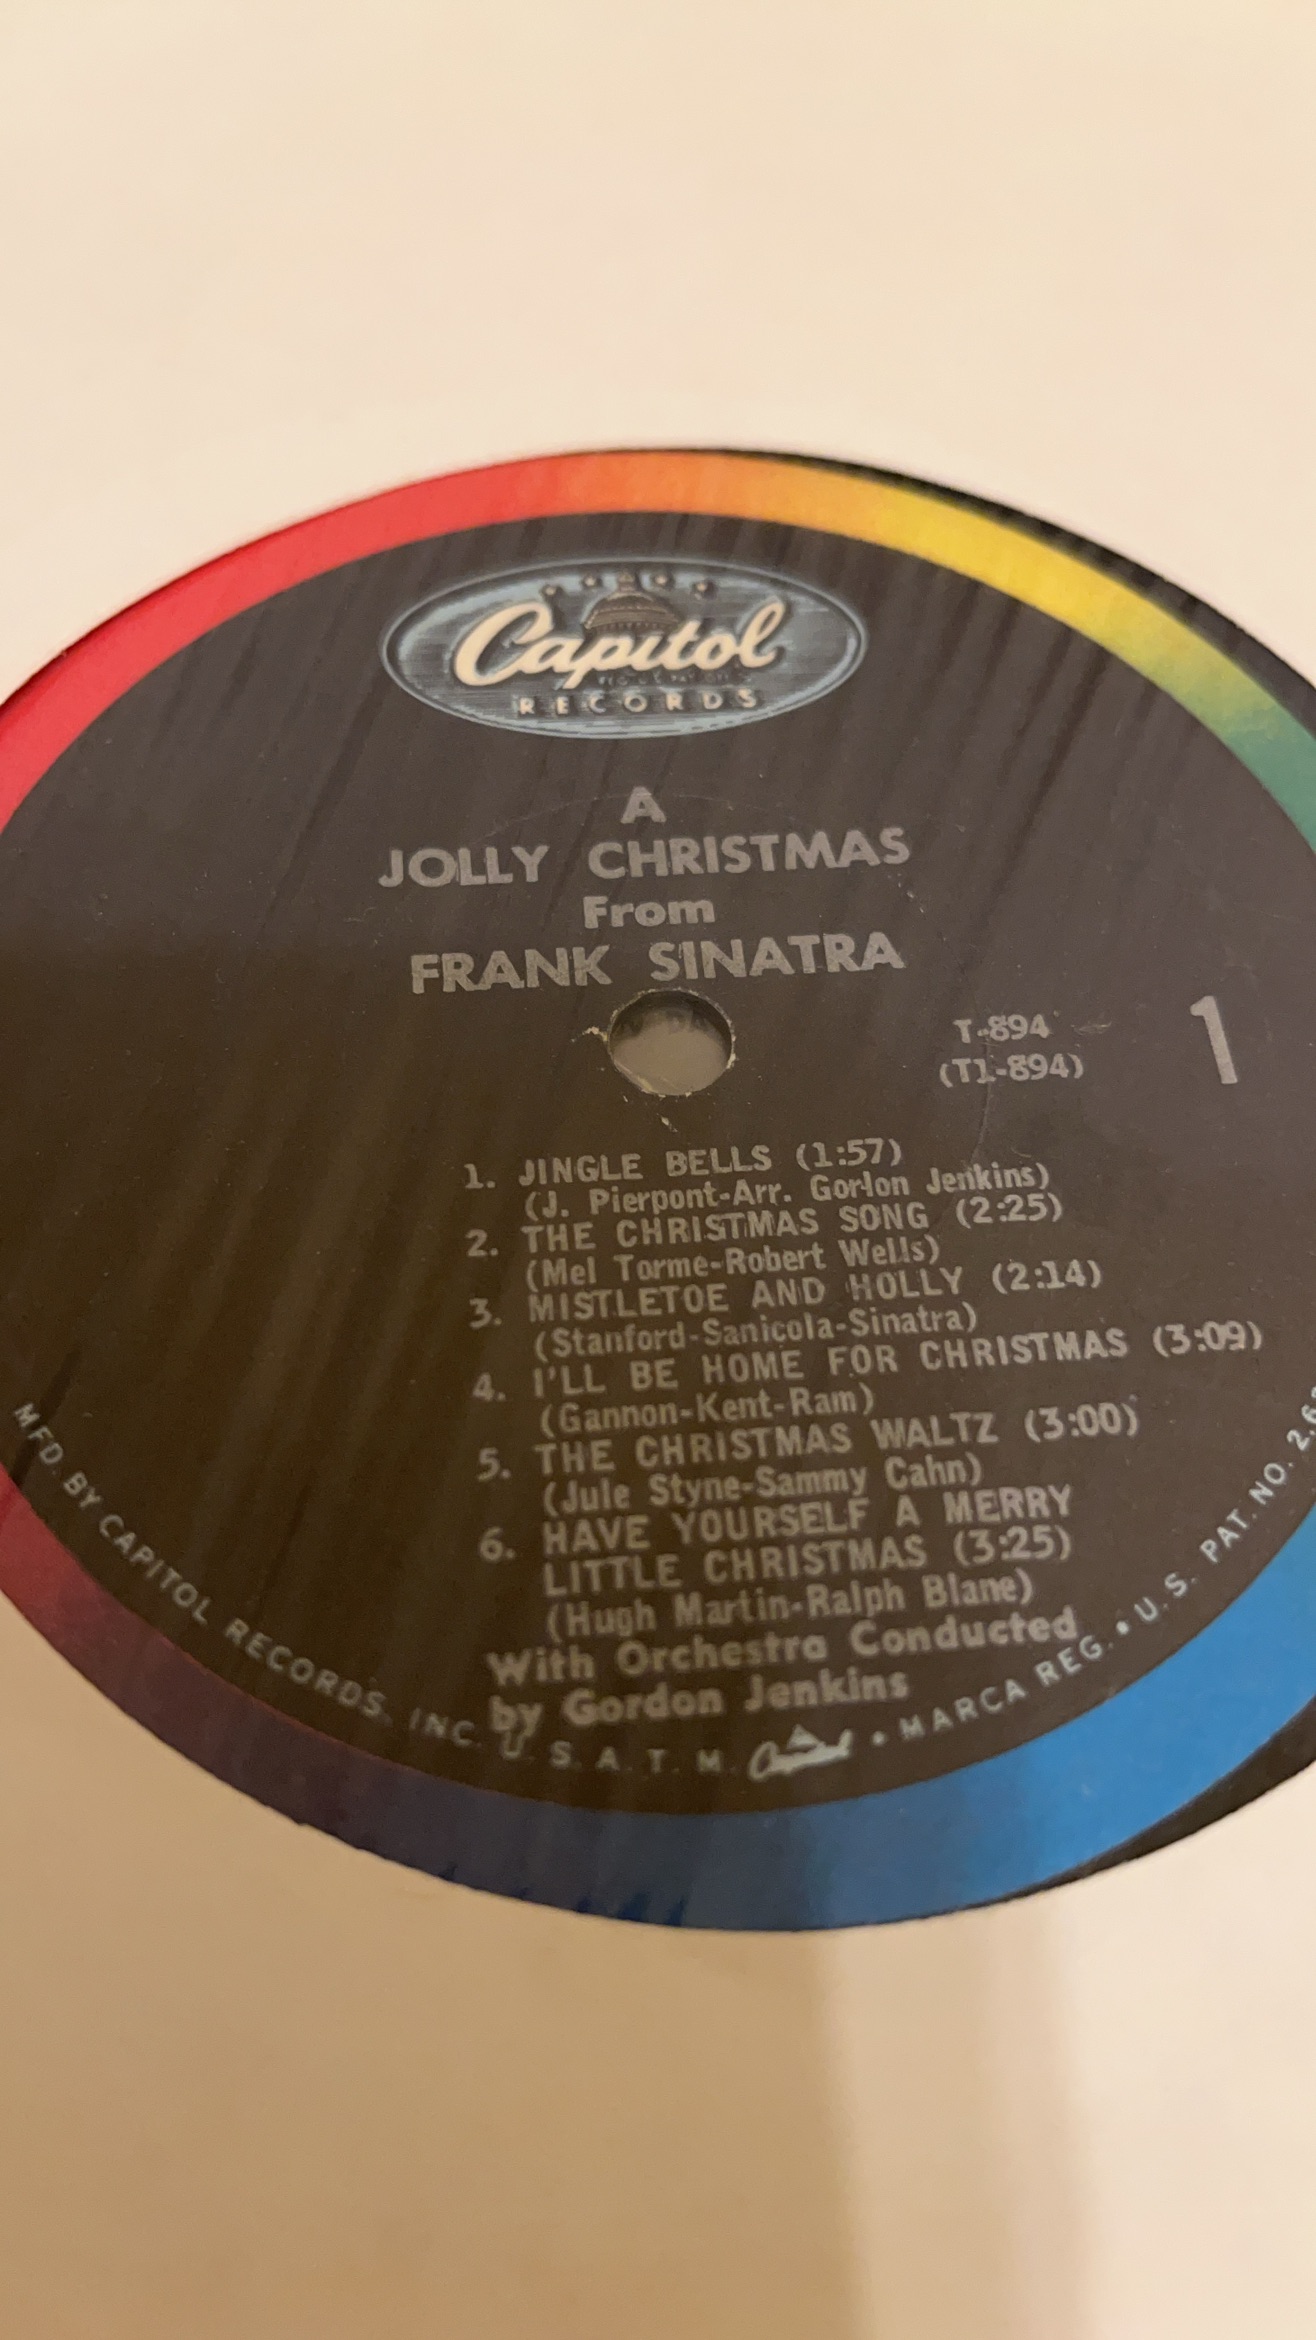 Capitol
RECORDS
A
JOLLY CHRISTMAS
From
FRANK SINATRA
T-894
(T1-894)
1
1. JINGLE BELLS (1:57)
(J. Pierpont-Arr. Gordon Jenkins)
2. THE CHRISTMAS SONG (2:25)
(Mel Torme-Robert Wells)
3. MISTLETOE AND HOLLY (2:14)
(Stanford-Sanicola-Sinatra)
4. I'LL BE HOME FOR CHRISTMAS (3:09)
(Gannon-Kent-Ram)
5. THE CHRISTMAS WALTZ (3:00)
(Jule Styne-Sammy Cahn)
6. HAVE YOURSELF A MERRY
LITTLE CHRISTMAS (3:25)
(Hugh Martin-Ralph Blane)
With Orchestra Conducted
by Gordon Jenkins
MFD. BY CAPITOL RECORDS, INC. U.S.A. T.M. Capitol • MARCA REG. • U.S. PAT. NO.